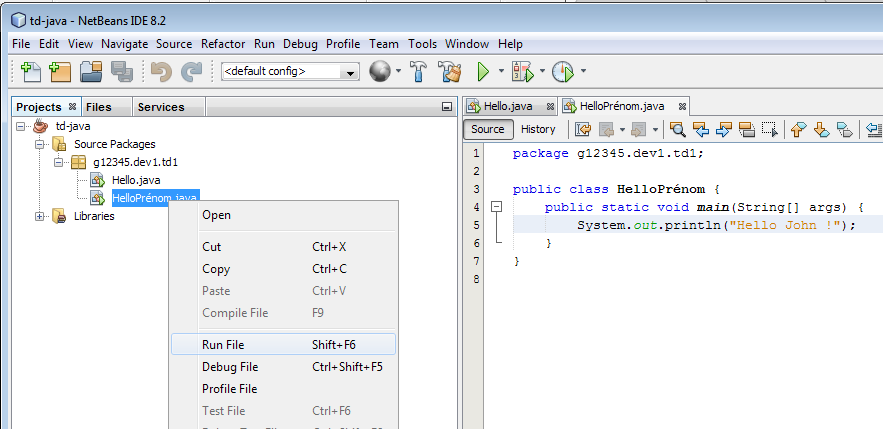 td-java - NetBeans IDE 8.2
File Edit View Navigate Source Refactor Run Debug Profile Team Tools Window Help
<default config>
Projects Files Services
td-java
Source Packages
g12345.dev1.td1
Hello.java
HelloPrénom.java
Libraries
Open
Cut Ctrl+X
Copy Ctrl+C
Paste Ctrl+V
Compile File F9
Run File Shift+F6
Debug File Ctrl+Shift+F5
Profile File
Test File Ctrl+F6
Hello.java HelloPrénom.java
Source History
1 package g12345.dev1.td1;
2
3 public class HelloPrénom {
4 public static void main(String[] args) {
5 System.out.println("Hello John !");
6 }
7 }
8